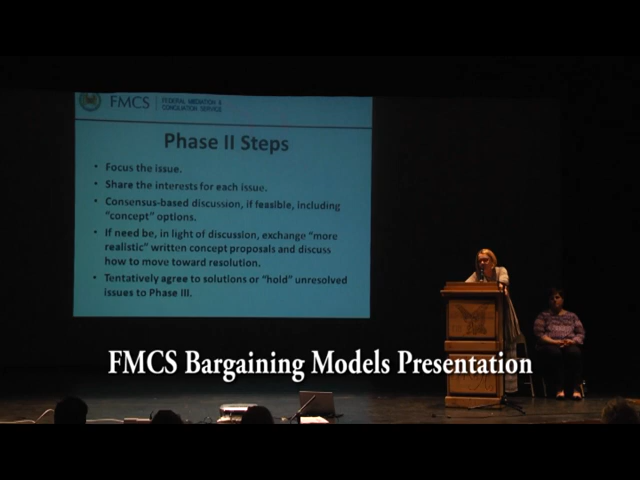 FMCS
FEDERAL MEDIATION &
CONCILIATION SERVICE
Phase II Steps
• Focus the issue.
• Share the interests for each issue.
• Consensus-based discussion, if feasible, including
"concept" options.
• If need be, in light of discussion, exchange "more
realistic" written concept proposals and discuss
how to move toward resolution.
• Tentatively agree to solutions or "hold" unresolved
issues to Phase III.
FMCS Bargaining Models Presentation